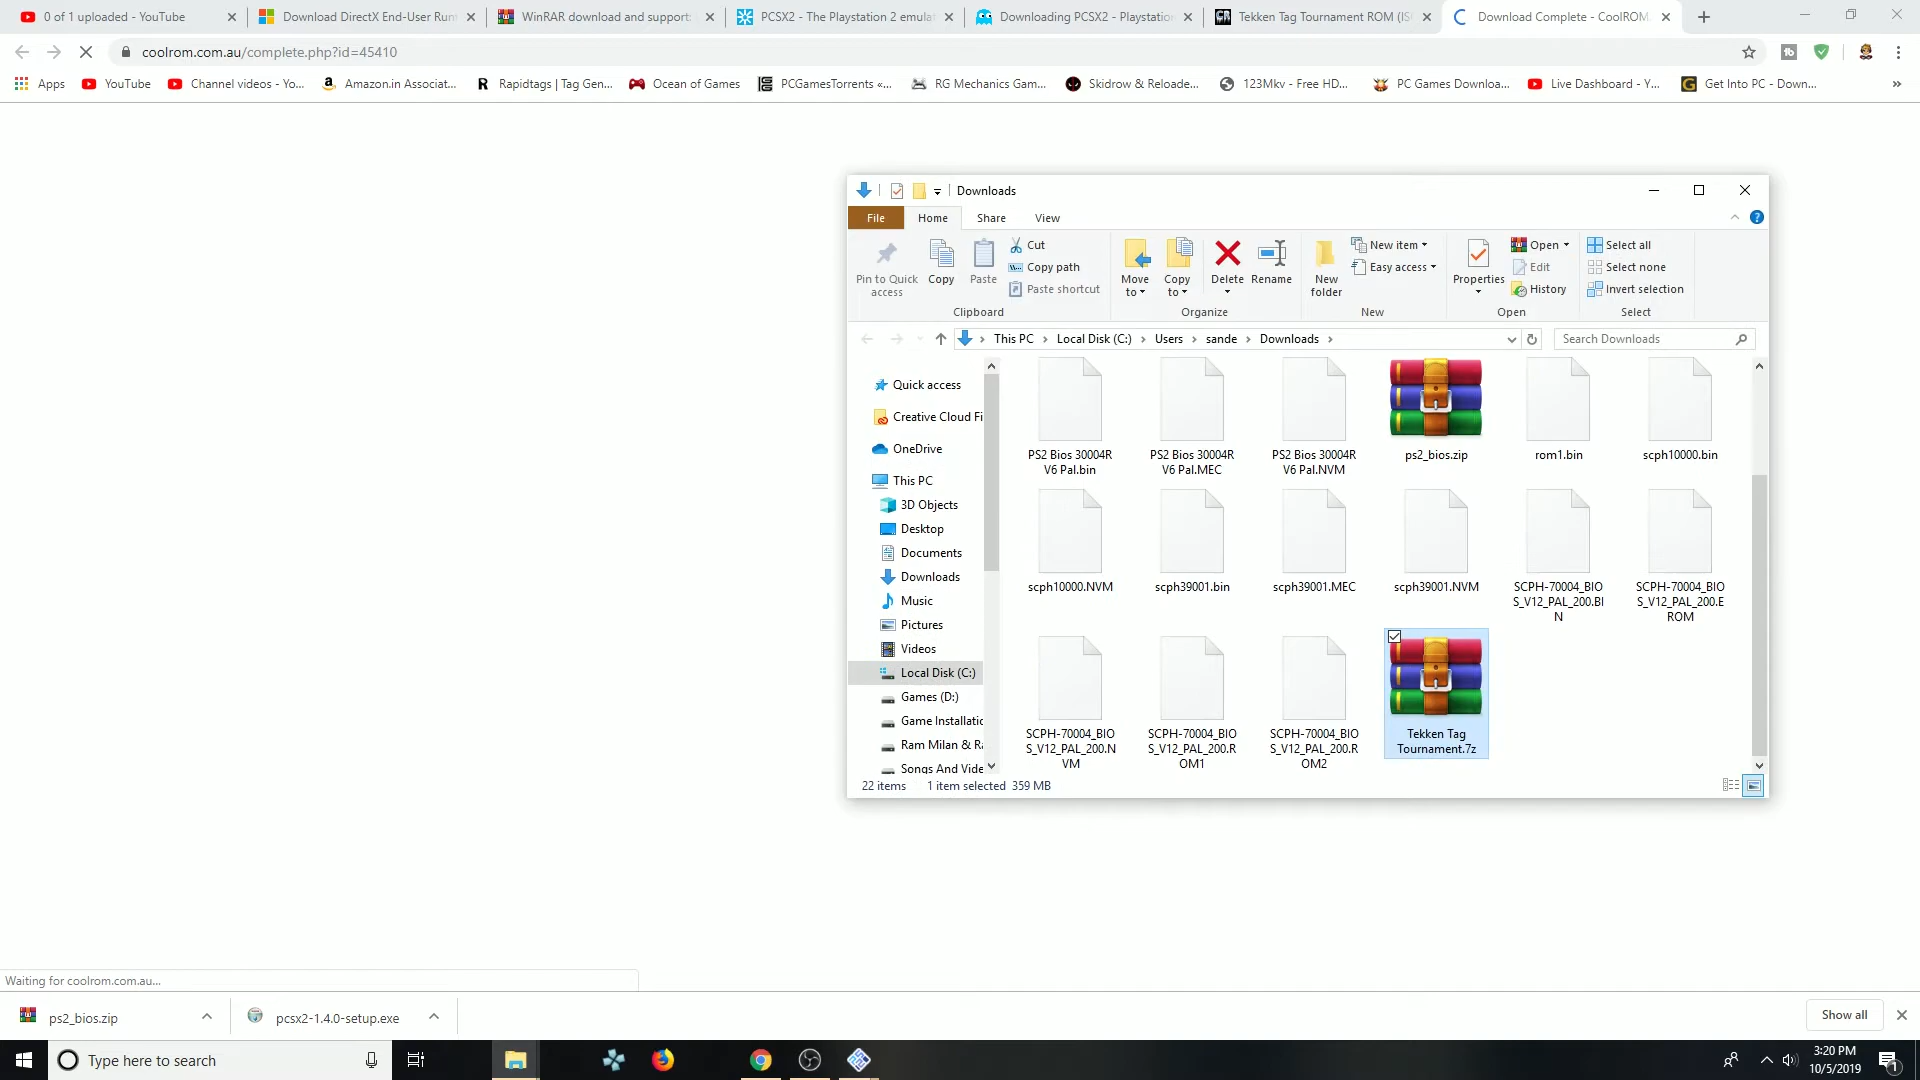 0 of 1 uploaded - YouTube
Download DirectX End-User Runt
WinRAR download and support:
PCSX2 - The Playstation 2 emulat
Downloading PCSX2 - Playstation
Tekken Tag Tournament ROM (ISO
Download Complete - CoolROM.
coolrom.com.au/complete.php?id=45410
Apps
YouTube
Channel videos - Yo...
Amazon.in Associat...
Rapidtags | Tag Gen...
Ocean of Games
PCGamesTorrents «...
RG Mechanics Gam...
Skidrow & Reloade...
123Mkv - Free HD...
PC Games Downloa...
Live Dashboard - Y...
Get Into PC - Down...
»
Downloads
File
Home
Share
View
Pin to Quick
access
Copy
Paste
Cut
Copy path
Paste shortcut
Clipboard
Move
to
Copy
to
Delete
Rename
Organize
New
folder
New item
Easy access
New
Properties
Open
Edit
History
Open
Select all
Select none
Invert selection
Select
This PC
Local Disk (C:)
Users
sande
Downloads
Search Downloads
Quick access
Creative Cloud Fi
OneDrive
This PC
3D Objects
Desktop
Documents
Downloads
Music
Pictures
Videos
Local Disk (C:)
Games (D:)
Game Installatic
Ram Milan & Ra
Songs And Vide
PS2 Bios 30004R
V6 Pal.bin
PS2 Bios 30004R
V6 Pal.MEC
PS2 Bios 30004R
V6 Pal.NVM
ps2_bios.zip
rom1.bin
scph10000.bin
scph10000.NVM
scph39001.bin
scph39001.MEC
scph39001.NVM
SCPH-70004_BIO
S_V12_PAL_200.BI
N
SCPH-70004_BIO
S_V12_PAL_200.E
ROM
SCPH-70004_BIO
S_V12_PAL_200.N
VM
SCPH-70004_BIO
S_V12_PAL_200.R
OM1
SCPH-70004_BIO
S_V12_PAL_200.R
OM2
Tekken Tag
Tournament.7z
22 items
1 item selected 359 MB
Waiting for coolrom.com.au...
ps2_bios.zip
pcsx2-1.4.0-setup.exe
Show all
Type here to search
3:20 PM
10/5/2019
1